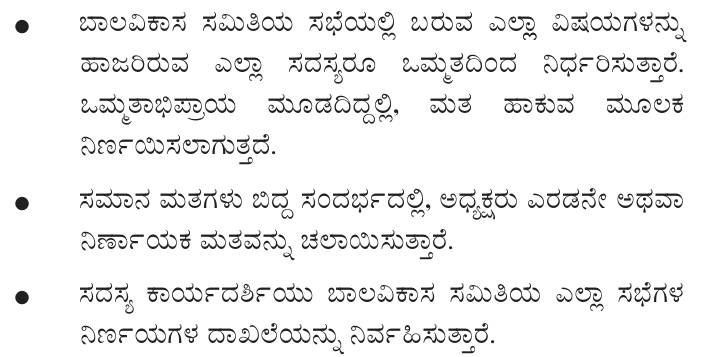 ● ಬಾಲವಿಕಾಸ ಸಮಿತಿಯ ಸಭೆಯಲ್ಲಿ ಬರುವ ಎಲ್ಲಾ ವಿಷಯಗಳನ್ನು
ಹಾಜರಿರುವ ಎಲ್ಲಾ ಸದಸ್ಯರೂ ಒಮ್ಮತದಿಂದ ನಿರ್ಧರಿಸುತ್ತಾರೆ.
ಒಮ್ಮತಾಭಿಪ್ರಾಯ ಮೂಡದಿದ್ದಲ್ಲಿ, ಮತ ಹಾಕುವ ಮೂಲಕ
ನಿರ್ಣಯಿಸಲಾಗುತ್ತದೆ.
● ಸಮಾನ ಮತಗಳು ಬಿದ್ದ ಸಂದರ್ಭದಲ್ಲಿ, ಅಧ್ಯಕ್ಷರು ಎರಡನೇ ಅಥವಾ
ನಿರ್ಣಾಯಕ ಮತವನ್ನು ಚಲಾಯಿಸುತ್ತಾರೆ.
● ಸದಸ್ಯ ಕಾರ್ಯದರ್ಶಿಯು ಬಾಲವಿಕಾಸ ಸಮಿತಿಯ ಎಲ್ಲಾ ಸಭೆಗಳ
ನಿರ್ಣಯಗಳ ದಾಖಲೆಯನ್ನು ನಿರ್ವಹಿಸುತ್ತಾರೆ.